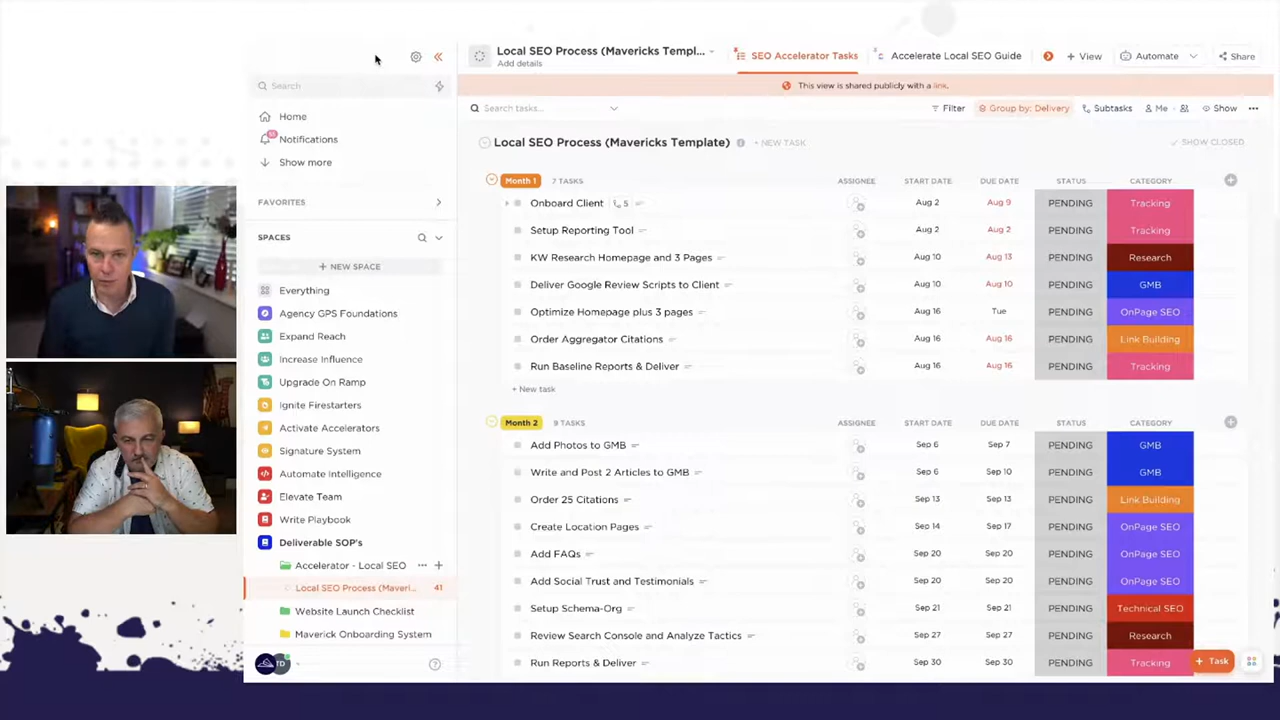 Local SEO Process (Mavericks Templ...
Add details
SEO Accelerator Tasks
Accelerate Local SEO Guide
+ View
Automate
Share
Search
This view is shared publicly with a link.
Home
Notifications
Show more
FAVORITES
SPACES
+ NEW SPACE
Everything
Agency GPS Foundations
Expand Reach
Increase Influence
Upgrade On Ramp
Ignite Firestarters
Activate Accelerators
Signature System
Automate Intelligence
Elevate Team
Write Playbook
Deliverable SOP's
Accelerator - Local SEO
Local SEO Process (Maveri... 41
Website Launch Checklist
Maverick Onboarding System
TD
Search tasks...
Filter
Group by: Delivery
Subtasks
Me
Show
Local SEO Process (Mavericks Template) + NEW TASK
SHOW CLOSED
Month 1 7 TASKS ASSIGNEE START DATE DUE DATE STATUS CATEGORY
Onboard Client 5 Aug 2 Aug 9 PENDING Tracking
Setup Reporting Tool Aug 2 Aug 2 PENDING Tracking
KW Research Homepage and 3 Pages Aug 10 Aug 13 PENDING Research
Deliver Google Review Scripts to Client Aug 10 Aug 10 PENDING GMB
Optimize Homepage plus 3 pages Aug 16 Tue PENDING OnPage SEO
Order Aggregator Citations Aug 16 Aug 16 PENDING Link Building
Run Baseline Reports & Deliver Aug 16 Aug 16 PENDING Tracking
+ New task
Month 2 9 TASKS ASSIGNEE START DATE DUE DATE STATUS CATEGORY
Add Photos to GMB Sep 6 Sep 7 PENDING GMB
Write and Post 2 Articles to GMB Sep 6 Sep 10 PENDING GMB
Order 25 Citations Sep 13 Sep 13 PENDING Link Building
Create Location Pages Sep 14 Sep 17 PENDING OnPage SEO
Add FAQs Sep 20 Sep 20 PENDING OnPage SEO
Add Social Trust and Testimonials Sep 20 Sep 20 PENDING OnPage SEO
Setup Schema-Org Sep 21 Sep 21 PENDING Technical SEO
Review Search Console and Analyze Tactics Sep 27 Sep 27 PENDING Research
Run Reports & Deliver Sep 30 Sep 30 PENDING Tracking
+ Task